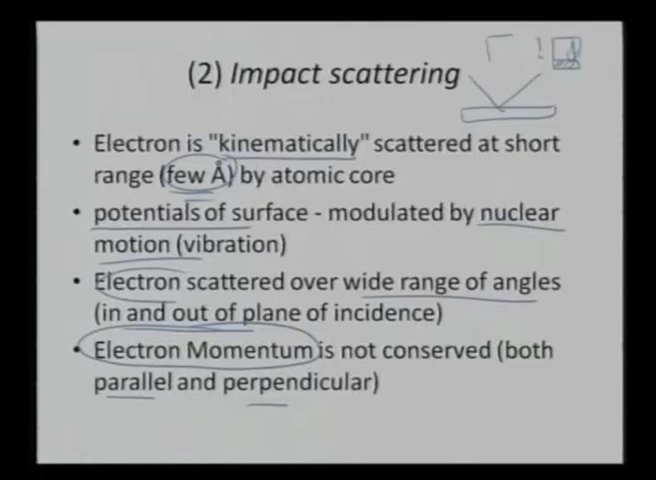 (2) Impact scattering
• Electron is "kinematically" scattered at short
range (few Å) by atomic core
• potentials of surface - modulated by nuclear
motion (vibration)
• Electron scattered over wide range of angles
(in and out of plane of incidence)
• Electron Momentum is not conserved (both
parallel and perpendicular)